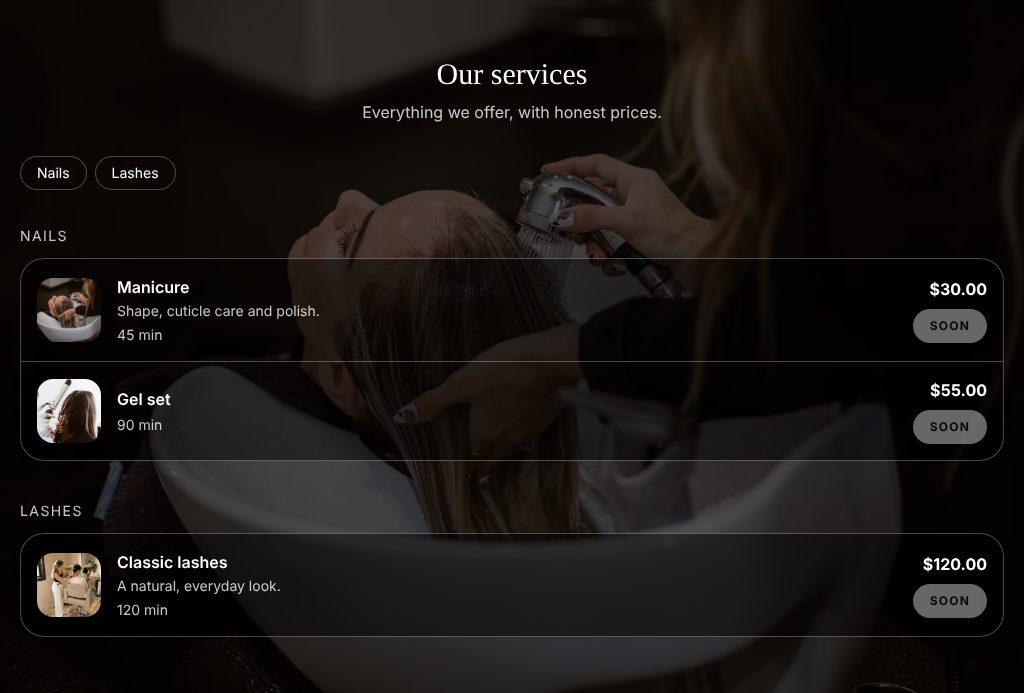 Our services
Everything we offer, with honest prices.
Nails
Lashes
NAILS
Manicure
Shape, cuticle care and polish.
45 min
$30.00
SOON
Gel set
90 min
$55.00
SOON
LASHES
Classic lashes
A natural, everyday look.
120 min
$120.00
SOON